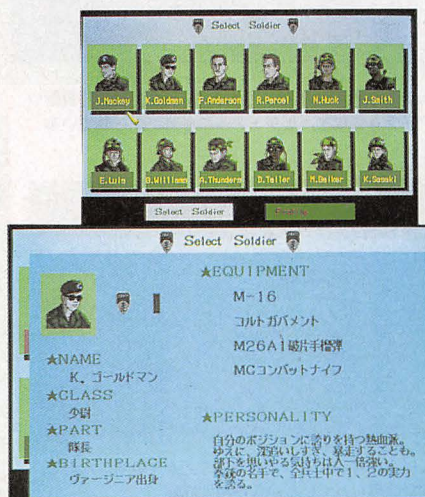 Select Soldier
J.Mackey K.Goldman F.Anderson R.Parcel N.Huck J.Smith
E.Luis B.Williams A.Thunders D.Teller M.Baiker K.Sasaki
Select Soldier
Select Soldier
★NAME
K. ゴールドマン
★CLASS
少尉
★PART
隊長
★BIRTHPLACE
ヴァージニア出身
★EQUIPMENT
M-16
コルトガバメント
M26A1破片手榴弾
MCコンバットナイフ
★PERSONALITY
自分のポジションに誇りを持つ熱血派。
ゆえに、深追いしすぎ、暴走することも。
部下を思いやる気持ちは人一倍強い。
拳銃の名手で、全兵士中で1、2の実力
を誇る。